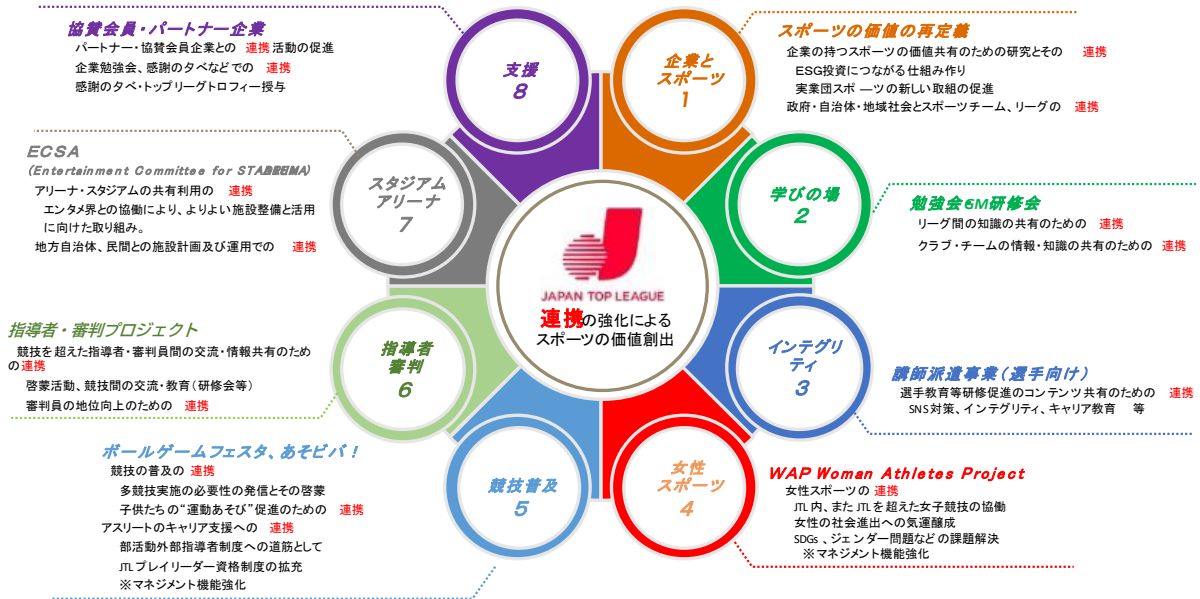 協賛会員・パートナー企業
パートナー・協賛会員企業との 連携 活動の促進
企業勉強会、感謝の夕べなどでの 連携
感謝の夕べ・トップリーグトロフィー授与
支援
8
企業と
スポーツ
1
スポーツの価値の再定義
企業の持つスポーツの価値共有のための研究とその 連携
ESG投資につながる仕組み作り
実業団スポ ―ツの新しい取組の促進
政府・自治体・地域社会とスポーツチーム、リーグの 連携
ECSA
(Entertainment Committee for
アリーナ・スタジアムの共有利用の 連携
エンタメ界との協働により、よりよい施設整備と活用
に向けた取り組み。
地方自治体、民間との施設計画及び運用での 連携
スタジアム
アリーナ
7
学びの場
2
勉強会
研修会
リーグ間の知識の共有のための 連携
クラブ・チームの情報・知識の共有のための 連携
JAPAN TOP LEAGUE
連携の強化による
スポーツの価値創出
指導者・審判プロジェクト
競技を超えた指導者・審判員間の交流・情報共有のため
の連携
啓蒙活動、競技間の交流・教育(研修会等)
審判員の地位向上のための 連携
指導者
審判
6
インテグリ
ティ
3
講師派遣事業(選手向け)
選手教育等研修促進のコンテンツ共有のための 連携
SNS対策、インテグリティ、キャリア教育 等
ボールゲームフェスタ、あそビバ!
競技の普及の 連携
多競技実施の必要性の発信とその啓蒙
子供たちの“運動あそび”促進のための 連携
アスリートのキャリア支援への 連携
部活動外部指導者制度への道筋として
JTLプレイリーダー資格制度の拡充
※マネジメント機能強化
競技普及
5
女性
スポーツ
4
WAP Woman Athletes Project
女性スポーツの 連携
JTL内、またJTLを超えた女子競技の協働
女性の社会進出への気運醸成
SDGs、ジェンダー問題などの課題解決
※マネジメント機能強化